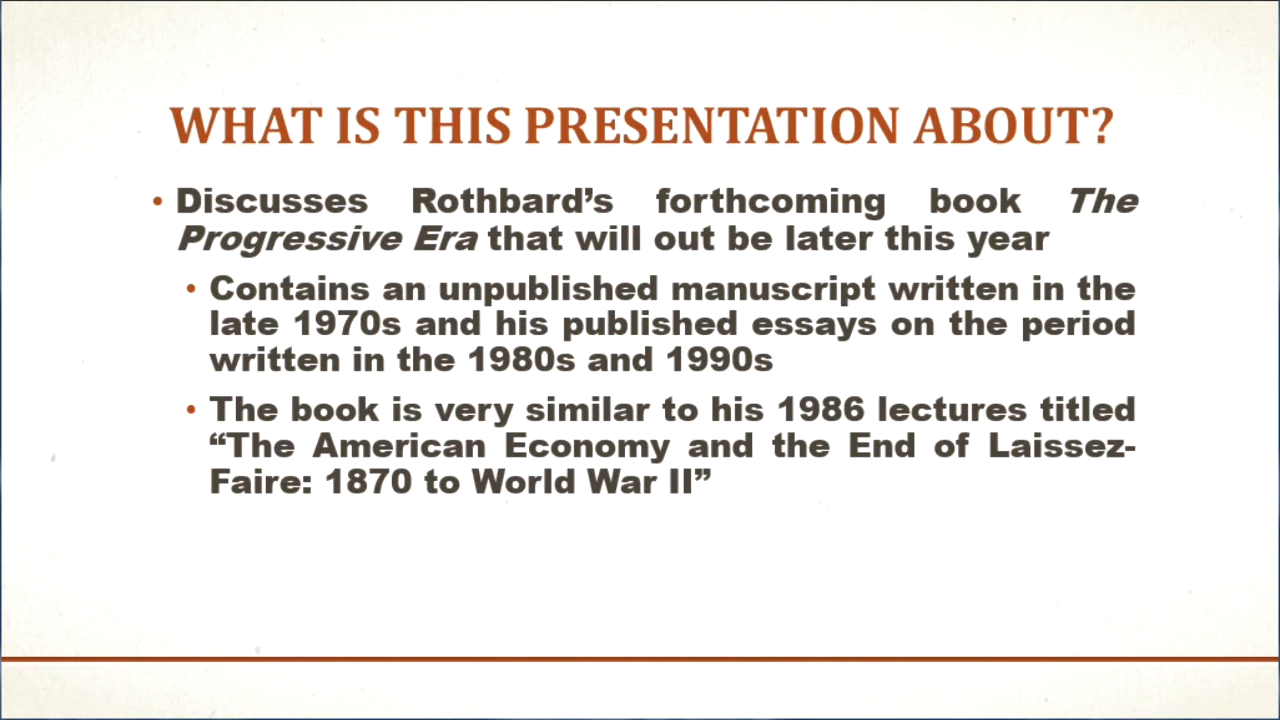 WHAT IS THIS PRESENTATION ABOUT?
• Discusses Rothbard’s forthcoming book The
Progressive Era that will out be later this year
• Contains an unpublished manuscript written in the
late 1970s and his published essays on the period
written in the 1980s and 1990s
• The book is very similar to his 1986 lectures titled
“The American Economy and the End of Laissez-
Faire: 1870 to World War II”